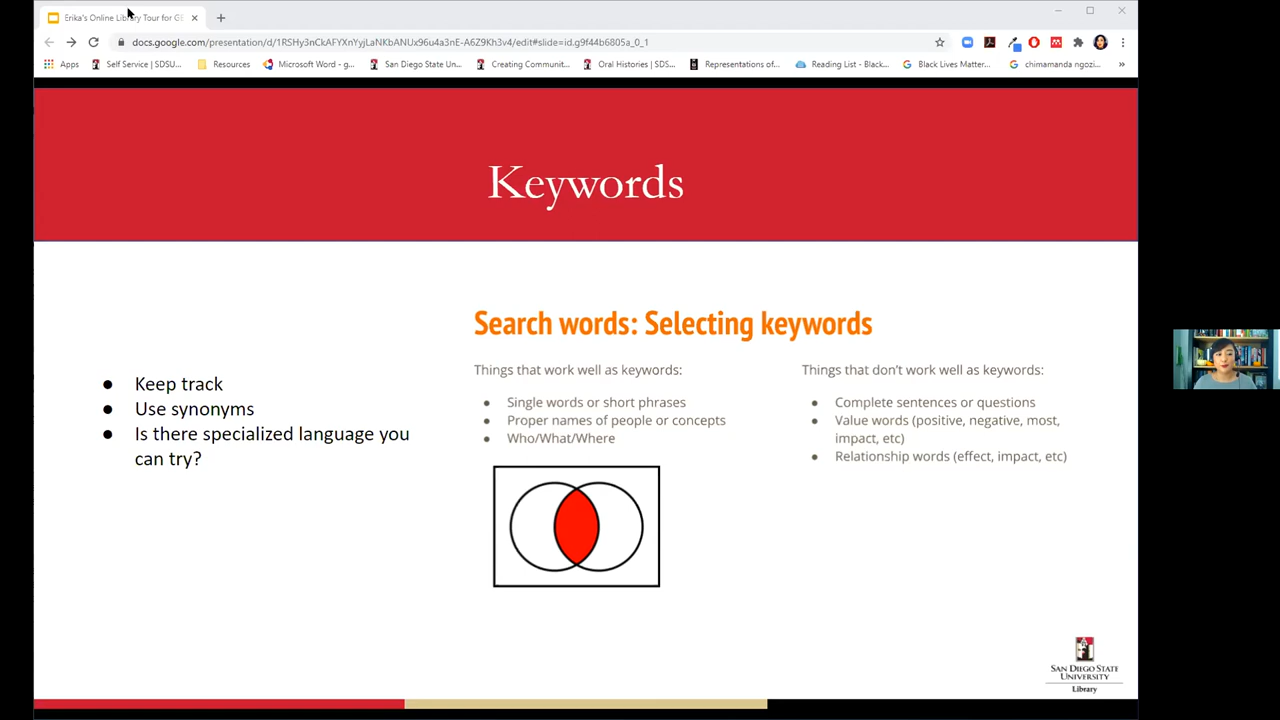 Erika's Online Library Tour for GE
docs.google.com/presentation/d/1RSHy3nCkAFYXnYvjLaNKbANUx96u4a3nE-A6Z9Kh3v4/edit#slide=id.g9f44b6805a_0_1
Apps Self Service | SDSU... Resources Microsoft Word - g... San Diego State Un... Creating Communit... Oral Histories | SDS... Representations of... Reading List - Black... Black Lives Matter... chimamanda ngozi... »
Keywords
Search words: Selecting keywords
Things that work well as keywords:
● Single words or short phrases
● Proper names of people or concepts
● Who/What/Where
Things that don't work well as keywords:
● Complete sentences or questions
● Value words (positive, negative, most,
impact, etc)
● Relationship words (effect, impact, etc)
● Keep track
● Use synonyms
● Is there specialized language you
can try?
SAN DIEGO STATE
UNIVERSITY
Library